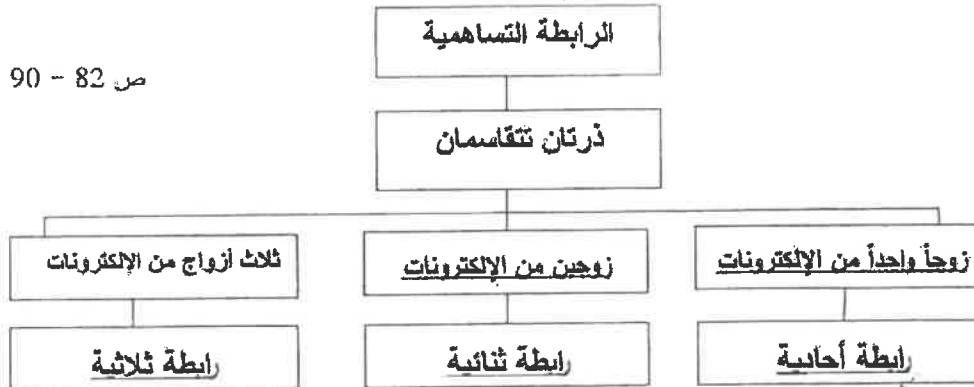 الرابطة التساهمية
ص 82 - 90
ذرتان تتقاسمان
زوجاً واحداً من الإلكترونات
زوجين من الإلكترونات
ثلاث أزواج من الإلكترونات
رابطة أحادية
رابطة ثنائية
رابطة ثلاثية